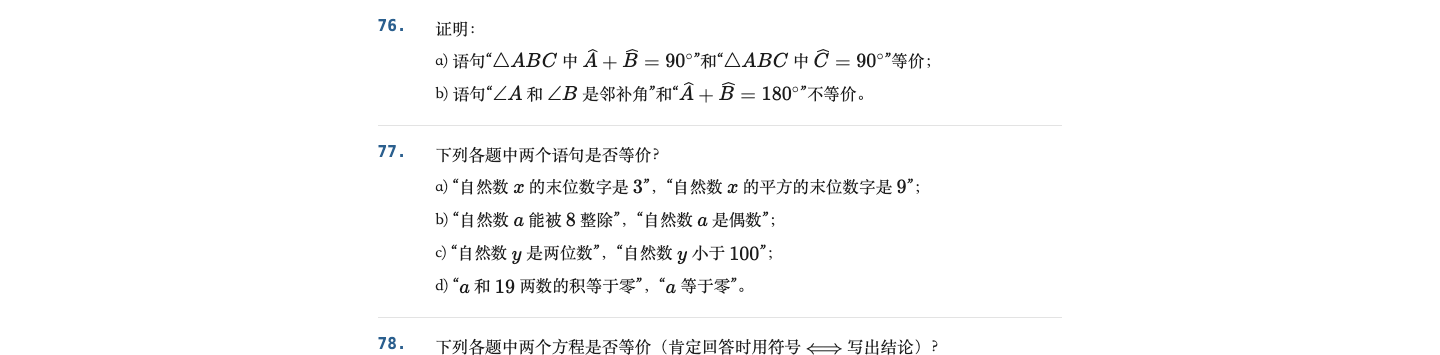 76. 证明：
a) 语句“△ABC 中 Â + B̂ = 90°”和“△ABC 中 Ĉ = 90°”等价；
b) 语句“∠A 和 ∠B 是邻补角”和“Â + B̂ = 180°”不等价。
77. 下列各题中两个语句是否等价？
a) “自然数 x 的末位数字是 3”，“自然数 x 的平方的末位数字是 9”；
b) “自然数 a 能被 8 整除”，“自然数 a 是偶数”；
c) “自然数 y 是两位数”，“自然数 y 小于 100”；
d) “a 和 19 两数的积等于零”，“a 等于零”。
78. 下列各题中两个方程是否等价（肯定回答时用符号 ⟺ 写出结论）？